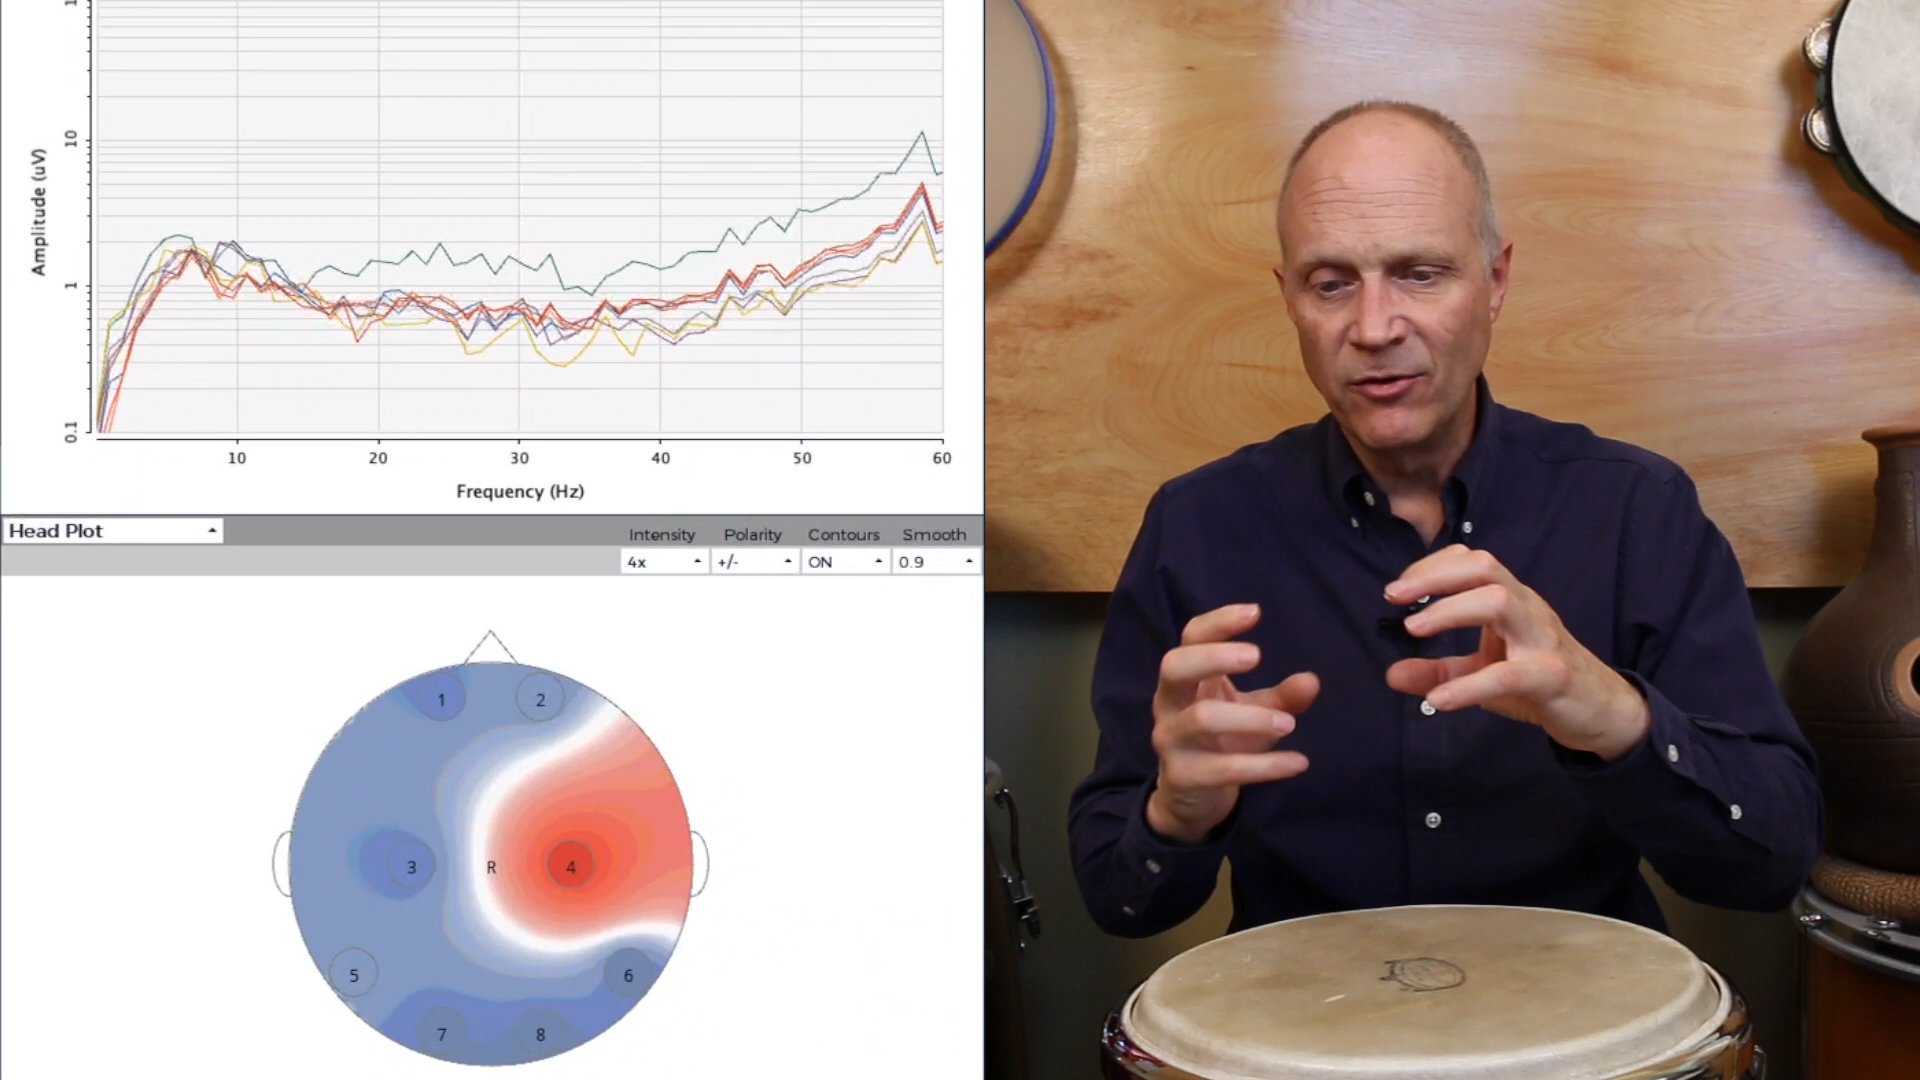 10
1
0.1
Amplitude (uV)
10 20 30 40 50 60
Frequency (Hz)
Head Plot
Intensity Polarity Contours Smooth
4x +/- ON 0.9
1 2
3 R 4
5 6
7 8